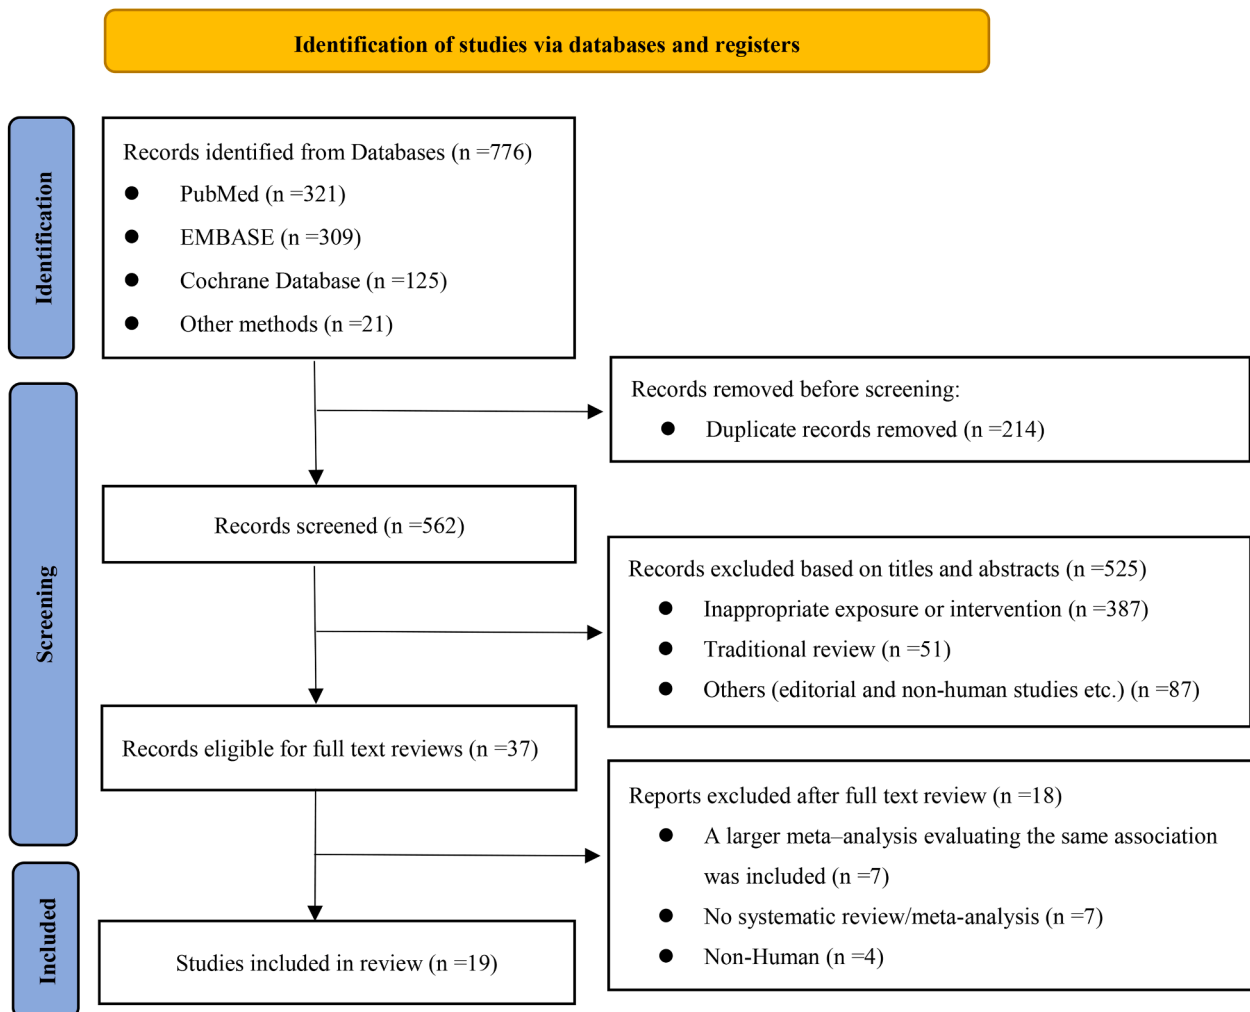 Identification of studies via databases and registers
Identification
Records identified from Databases (n =776)
● PubMed (n =321)
● EMBASE (n =309)
● Cochrane Database (n =125)
● Other methods (n =21)
Records removed before screening:
● Duplicate records removed (n =214)
Screening
Records screened (n =562)
Records excluded based on titles and abstracts (n =525)
● Inappropriate exposure or intervention (n =387)
● Traditional review (n =51)
● Others (editorial and non-human studies etc.) (n =87)
Records eligible for full text reviews (n =37)
Reports excluded after full text review (n =18)
● A larger meta–analysis evaluating the same association
was included (n =7)
● No systematic review/meta-analysis (n =7)
● Non-Human (n =4)
Included
Studies included in review (n =19)